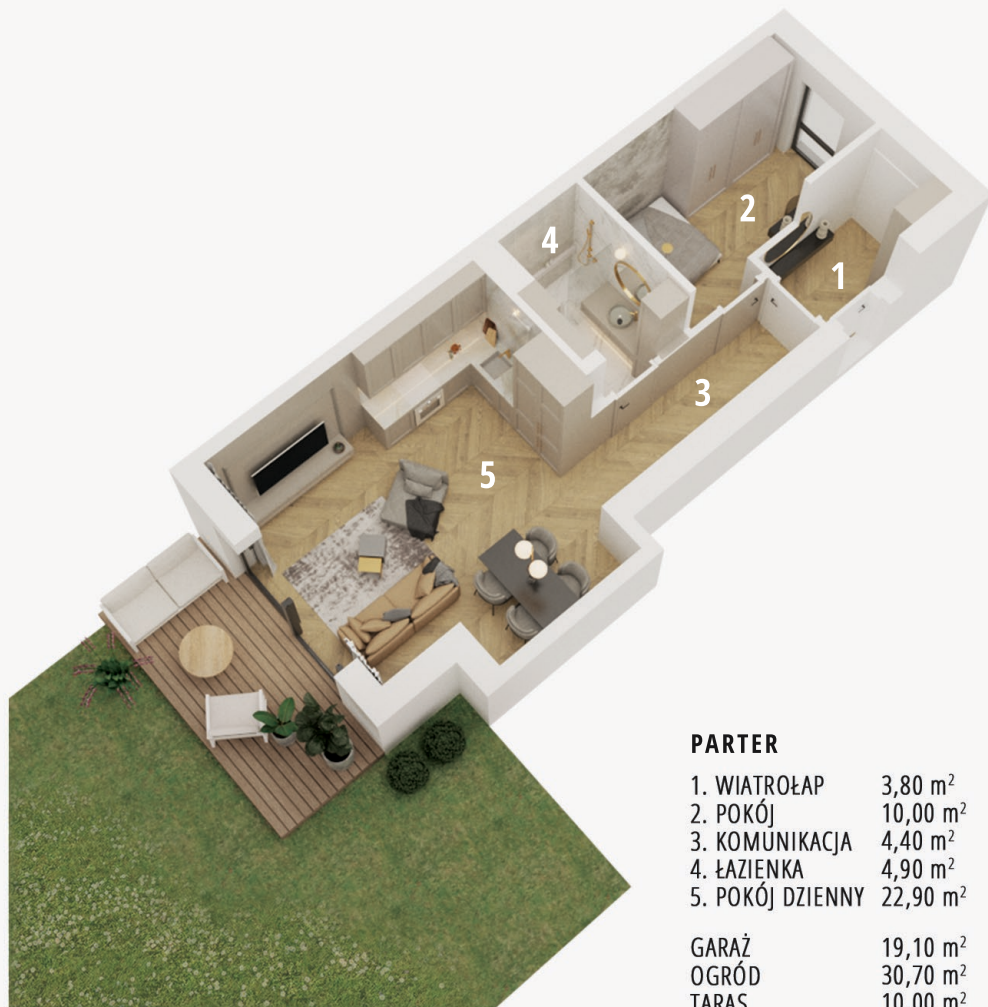 2
4
1
3
5
PARTER
1. WIATROŁAP 3,80 m²
2. POKÓJ 10,00 m²
3. KOMUNIKACJA 4,40 m²
4. ŁAZIENKA 4,90 m²
5. POKÓJ DZIENNY 22,90 m²
GARAŻ 19,10 m²
OGRÓD 30,70 m²
TARAS 10,00 m²